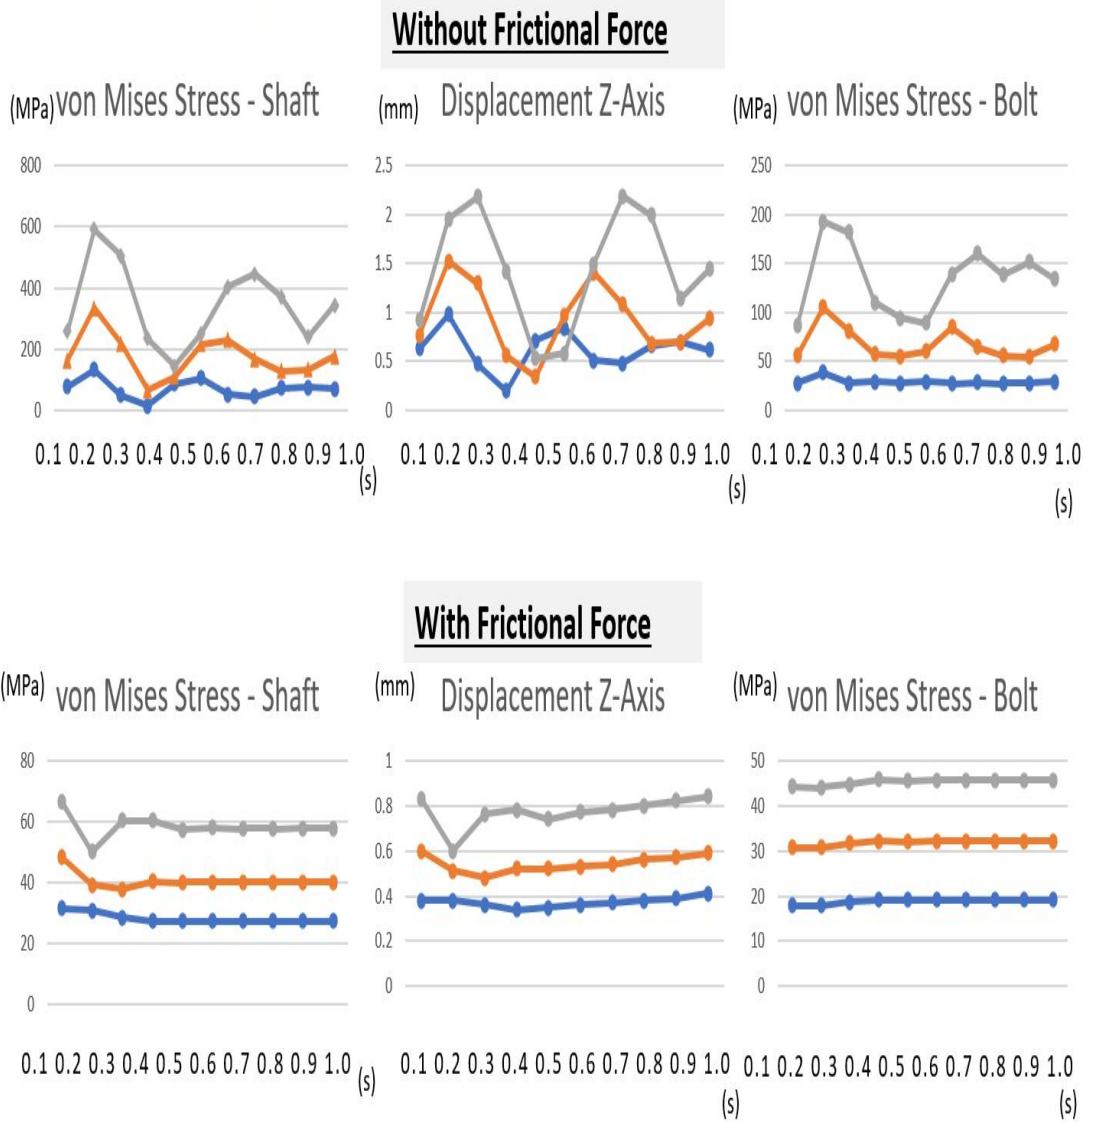 Without Frictional Force
(MPa) von Mises Stress - Shaft
800
600
400
200
0
0.1 0.2 0.3 0.4 0.5 0.6 0.7 0.8 0.9 1.0
(s)
(mm) Displacement Z-Axis
2.5
2
1.5
1
0.5
0
0.1 0.2 0.3 0.4 0.5 0.6 0.7 0.8 0.9 1.0
(s)
(MPa) von Mises Stress - Bolt
250
200
150
100
50
0
0.1 0.2 0.3 0.4 0.5 0.6 0.7 0.8 0.9 1.0
(s)
With Frictional Force
(MPa) von Mises Stress - Shaft
80
60
40
20
0
0.1 0.2 0.3 0.4 0.5 0.6 0.7 0.8 0.9 1.0
(s)
(mm) Displacement Z-Axis
1
0.8
0.6
0.4
0.2
0
0.1 0.2 0.3 0.4 0.5 0.6 0.7 0.8 0.9 1.0
(s)
(MPa) von Mises Stress - Bolt
50
40
30
20
10
0
0.1 0.2 0.3 0.4 0.5 0.6 0.7 0.8 0.9 1.0
(s)